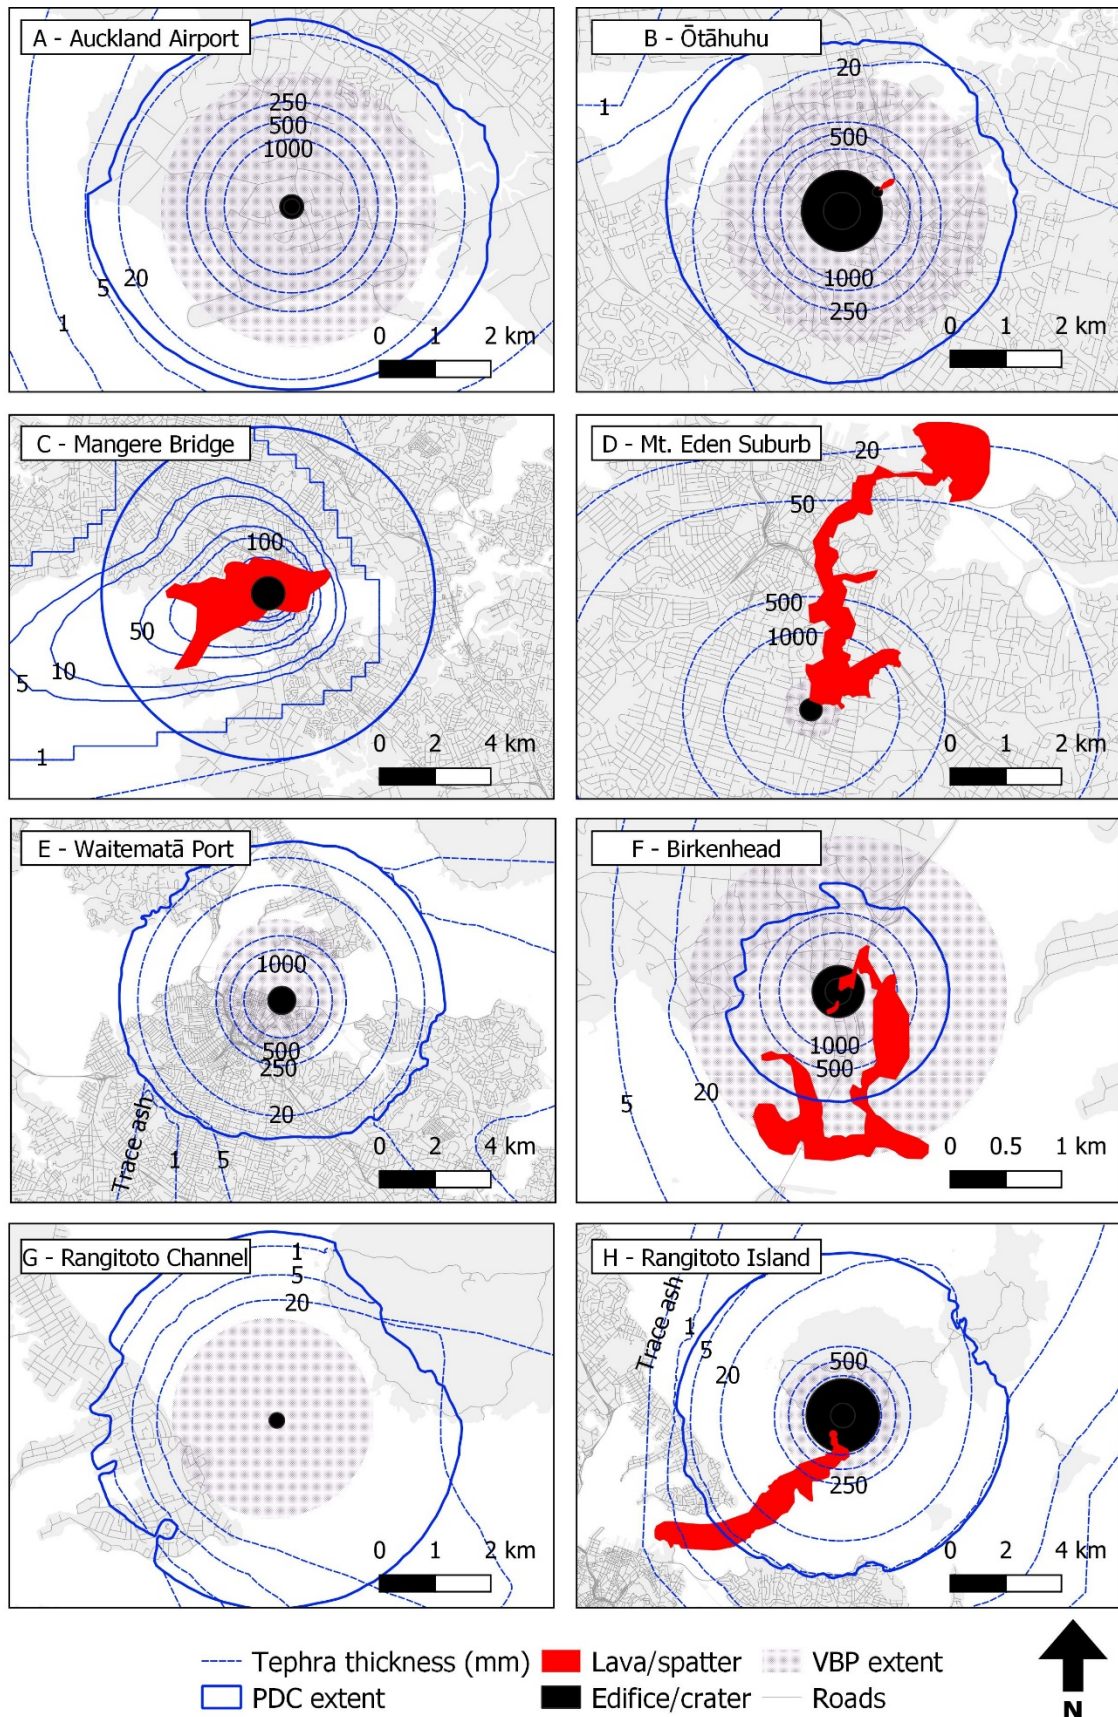 A - Auckland Airport
250
500
1000
20
5
1
0 1 2 km
B - Ōtāhuhu
20
1
500
1000
250
0 1 2 km
C - Mangere Bridge
100
50
10
5
1
0 2 4 km
D - Mt. Eden Suburb
20
50
500
1000
0 1 2 km
E - Waitematā Port
1000
500
250
20
Trace ash
1
5
0 2 4 km
F - Birkenhead
1000
500
20
5
0 0.5 1 km
G - Rangitoto Channel
1
5
20
0 1 2 km
H - Rangitoto Island
Trace ash
1
5
20
500
250
0 2 4 km
Tephra thickness (mm) Lava/spatter VBP extent
PDC extent Edifice/crater Roads
N